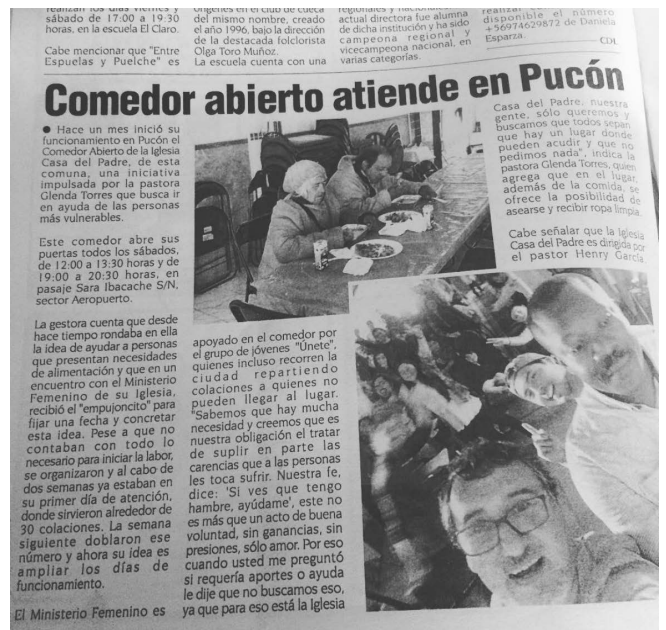 realizan los días viernes y
sábado de 17:00 a 19:30
horas, en la escuela El Claro.
Cabe mencionar que "Entre
Espuelas y Puelche" es
orígenes en el club de cueca
del mismo nombre, creado
el año 1996, bajo la dirección
de la destacada folclorista
Olga Toro Muñoz.
La escuela cuenta con una
regionales y nacionales
actual directora fue alumna
de dicha institución y ha sido
campeona regional y
vicecampeona nacional, en
varias categorías.
realizar
disponible el número
+56974629872 de Daniela
Esparza.
CDL
Comedor abierto atiende en Pucón
● Hace un mes inició su
funcionamiento en Pucón el
Comedor Abierto de la Iglesia
Casa del Padre, de esta
comuna, una iniciativa
impulsada por la pastora
Glenda Torres que busca ir
en ayuda de las personas
más vulnerables.
Este comedor abre sus
puertas todos los sábados,
de 12:00 a 13:30 horas y de
19:00 a 20:30 horas, en
pasaje Sara Ibacache S/N,
sector Aeropuerto.
La gestora cuenta que desde
hace tiempo rondaba en ella
la idea de ayudar a personas
que presentan necesidades
de alimentación y que en un
encuentro con el Ministerio
Femenino de su Iglesia,
recibió el "empujoncito" para
fijar una fecha y concretar
esta idea. Pese a que no
contaban con todo lo
necesario para iniciar la labor,
se organizaron y al cabo de
dos semanas ya estaban en
su primer día de atención,
donde sirvieron alrededor de
30 colaciones. La semana
siguiente doblaron ese
número y ahora su idea es
ampliar los días de
funcionamiento.
El Ministerio Femenino es
apoyado en el comedor por
el grupo de jóvenes "Únete",
quienes incluso recorren la
ciudad repartiendo
colaciones a quienes no
pueden llegar al lugar.
"Sabemos que hay mucha
necesidad y creemos que es
nuestra obligación el tratar
de suplir en parte las
carencias que a las personas
les toca sufrir. Nuestra fe,
dice: 'Si ves que tengo
hambre, ayúdame', este no
es más que un acto de buena
voluntad, sin ganancias, sin
presiones, sólo amor. Por eso
cuando usted me preguntó
si requería aportes o ayuda
le dije que no buscamos eso,
ya que para eso está la Iglesia
Casa del Padre, nuestra
gente, sólo queremos y
buscamos que todos sepan
que hay un lugar donde
pueden acudir y que no
pedimos nada", indica la
pastora Glenda Torres, quien
agrega que en el lugar,
además de la comida, se
ofrece la posibilidad de
asearse y recibir ropa limpia.
Cabe señalar que la Iglesia
Casa del Padre es dirigida por
el pastor Henry García.